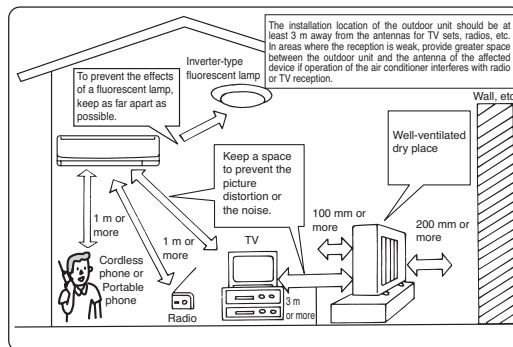 The installation location of the outdoor unit should be at
least 3 m away from the antennas for TV sets, radios, etc.
In areas where the reception is weak, provide greater space
between the outdoor unit and the antenna of the affected
device if operation of the air conditioner interferes with radio
or TV reception.
Inverter-type
fluorescent lamp
To prevent the effects
of a fluorescent lamp,
keep as far apart as
possible.
Wall, etc
Well-ventilated
dry place
Keep a space
to prevent the
picture
distortion or
the noise.
1 m or
more
1 m or
more
100 mm or
more
200 mm or
more
Cordless
phone or
Portable
phone
TV
Radio
3 m
or more